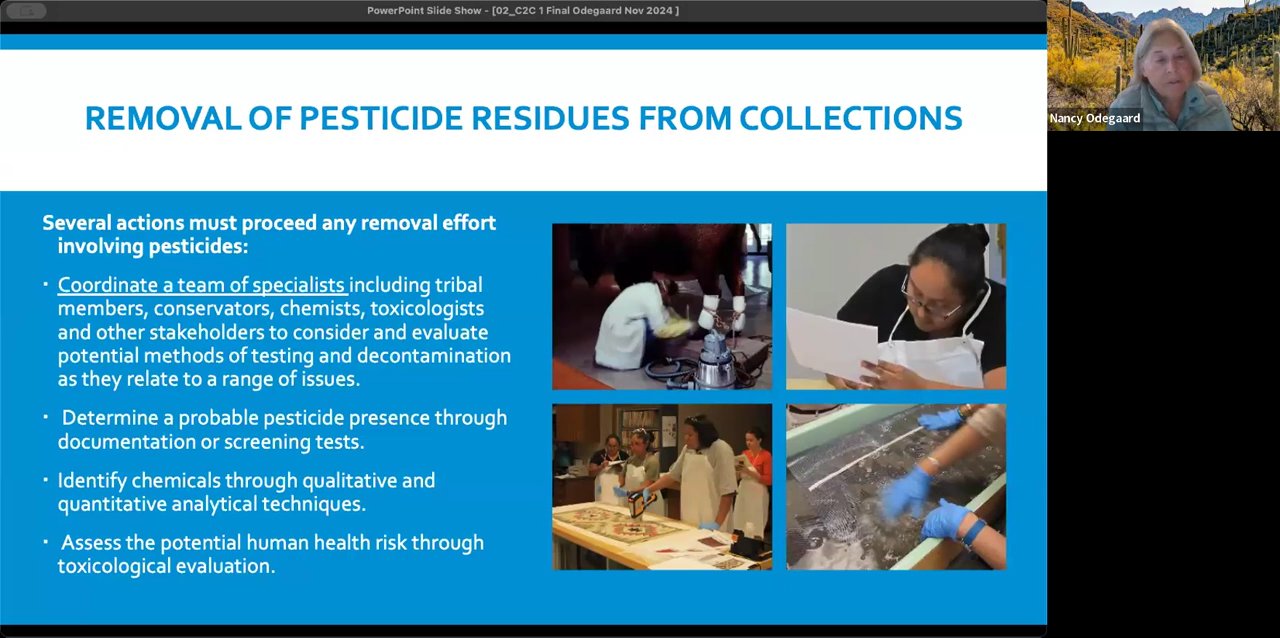 PowerPoint Slide Show - [02_C2C 1 Final Odegaard Nov 2024 ]
REMOVAL OF PESTICIDE RESIDUES FROM COLLECTIONS
Nancy Odegaard
Several actions must proceed any removal effort
involving pesticides:
· Coordinate a team of specialists including tribal
members, conservators, chemists, toxicologists
and other stakeholders to consider and evaluate
potential methods of testing and decontamination
as they relate to a range of issues.
· Determine a probable pesticide presence through
documentation or screening tests.
· Identify chemicals through qualitative and
quantitative analytical techniques.
· Assess the potential human health risk through
toxicological evaluation.